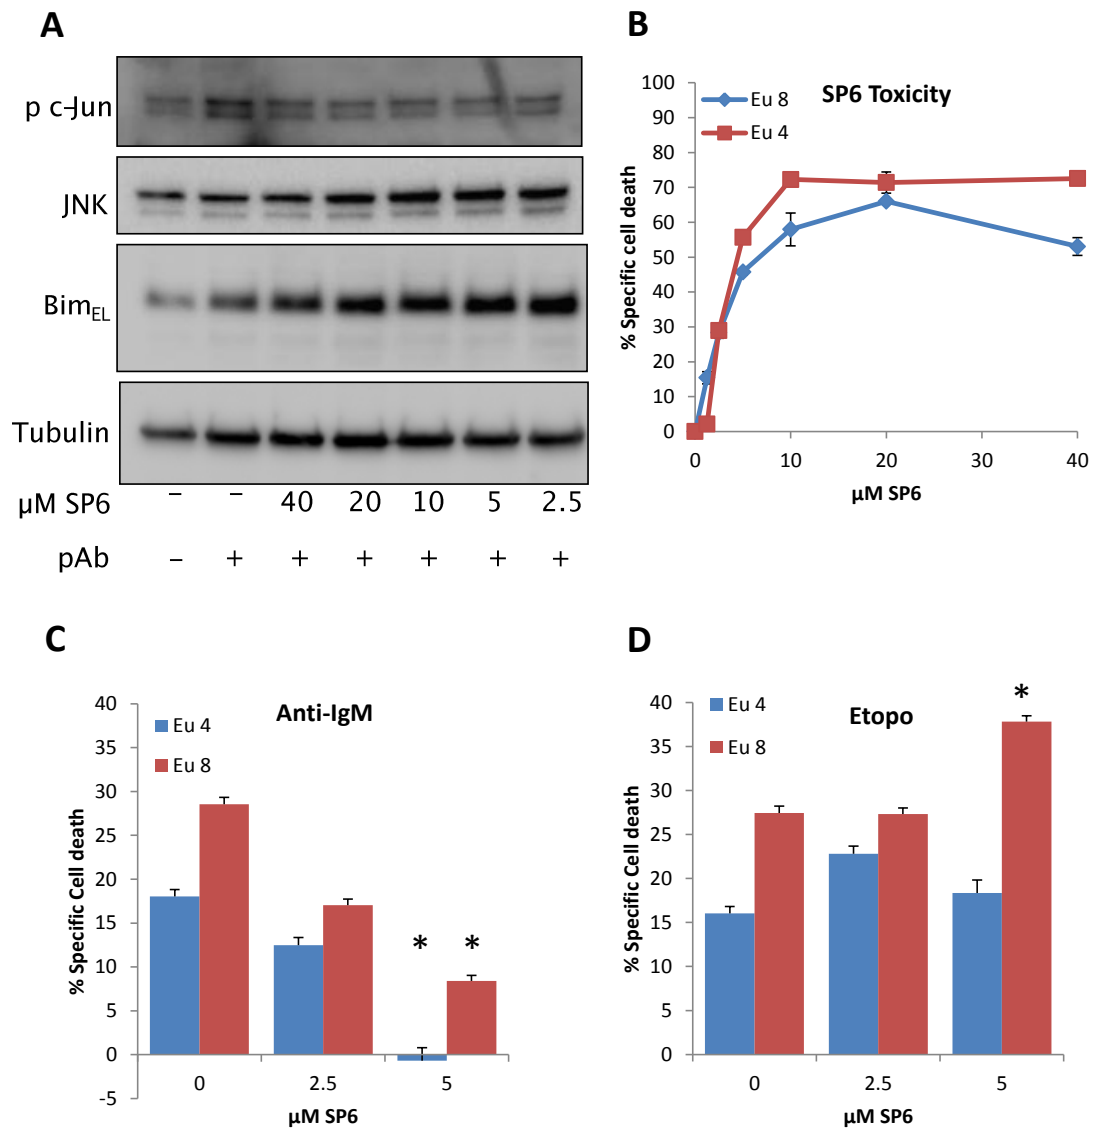 A
p c-Jun
JNK
BimEL
Tubulin
μM SP6 – – 40 20 10 5 2.5
pAb – + + + + + +
B
SP6 Toxicity
Eu 8
Eu 4
% Specific cell death
100
90
80
70
60
50
40
30
20
10
0
0 10 20 30 40
μM SP6
C
Anti-IgM
Eu 4
Eu 8
% Specific Cell death
40
35
30
25
20
15
10
5
0
-5
* *
0 2.5 5
μM SP6
D
Etopo
Eu 4
Eu 8
% Specific Cell death
40
35
30
25
20
15
10
5
0
*
0 2.5 5
μM SP6